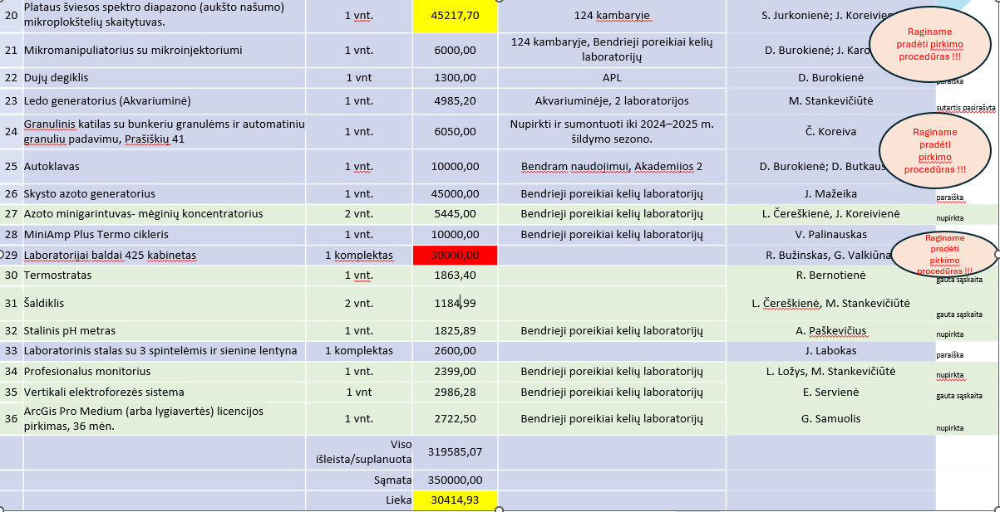 20 Plataus šviesos spektro diapazono (aukšto našumo) mikroplokštelių skaitytuvas. 1 vnt. 45217,70 124 kambaryje S. Jurkonienė; J.
Raginame pradėti pirkimo procedūras !!!
21 Mikromanipuliatorius su mikroinjektoriumi 1 vnt. 6000,00 124 kambaryje, Bendrieji poreikiai kelių laboratorijų D. Burokienė; J.
22 Dujų degiklis 1 vnt 1300,00 APL D. Burokienė paraiška
23 Ledo generatorius (Akvariuminė) 1 vnt. 4985,20 Akvariuminėje, 2 laboratorijos M. Stankevičiūtė sutartis pasirašyta
24 Granulinis katilas su bunkeriu granulėms ir automatiniu granulių padavimu, Prašiškių 41 1 vnt. 6050,00 Nupirkti ir sumontuoti iki 2024–2025 m. šildymo sezono. Č. Koreiva
Raginame pradėti pirkimo procedūras !!!
25 Autoklavas 1 vnt. 10000,00 Bendram naudojimui, Akademijos 2 D. Burokienė; D.
26 Skysto azoto generatorius 1 vnt. 45000,00 Bendrieji poreikiai kelių laboratorijų J. Mažeika paraiška
27 Azoto minigarintuvas- mėginių koncentratorius 2 vnt. 5445,00 Bendrieji poreikiai kelių laboratorijų L. Čereškienė, J. Koreivienė nupirkta
28 MiniAmp Plus Termo cikleris 1 vnt. 10000,00 Bendrieji poreikiai kelių laboratorijų V. Palinauskas
29 Laboratorijai baldai 425 kabinetas 1 komplektas 30000,00 R. Bužinskas, G.
Raginame pradėti pirkimo procedūras !!!
30 Termostratas 1 vnt. 1863,40 R. Bernotienė gauta sąskaita
31 Šaldiklis 2 vnt. 1184,99 L. Čereškienė, M. Stankevičiūtė gauta sąskaita
32 Stalinis pH metras 1 vnt. 1825,89 Bendrieji poreikiai kelių laboratorijų A. Paškevičius nupirkta
33 Laboratorinis stalas su 3 spintelėmis ir sienine lentyna 1 komplektas 2600,00 J. Labokas paraiška
34 Profesionalus monitorius 1 vnt. 2399,00 Bendrieji poreikiai kelių laboratorijų L. Ložys, M. Stankevičiūtė nupirkta
35 Vertikali elektroforezės sistema 1 vnt 2986,28 Bendrieji poreikiai kelių laboratorijų E. Servienė gauta sąskaita
36 ArcGis Pro Medium (arba lygiavertės) licencijos pirkimas, 36 mėn. 1 vnt. 2722,50 Bendrieji poreikiai kelių laboratorijų G. Samuolis nupirkta
Viso išleista/suplanuota 319585,07
Sąmata 350000,00
Lieka 30414,93